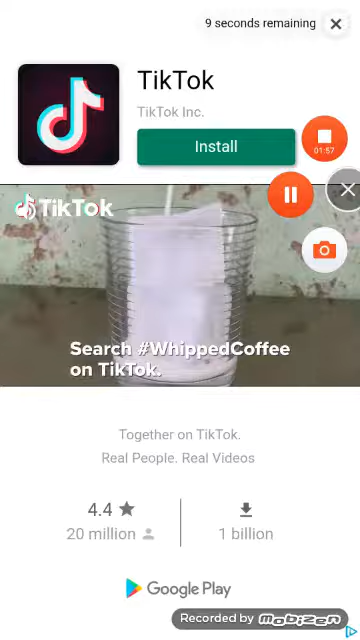 9 seconds remaining
TikTok
TikTok Inc.
Install
01:57
TikTok
Search #WhippedCoffee
on TikTok.
Together on TikTok.
Real People. Real Videos
4.4
20 million
1 billion
Google Play
Recorded by MOBIZEN